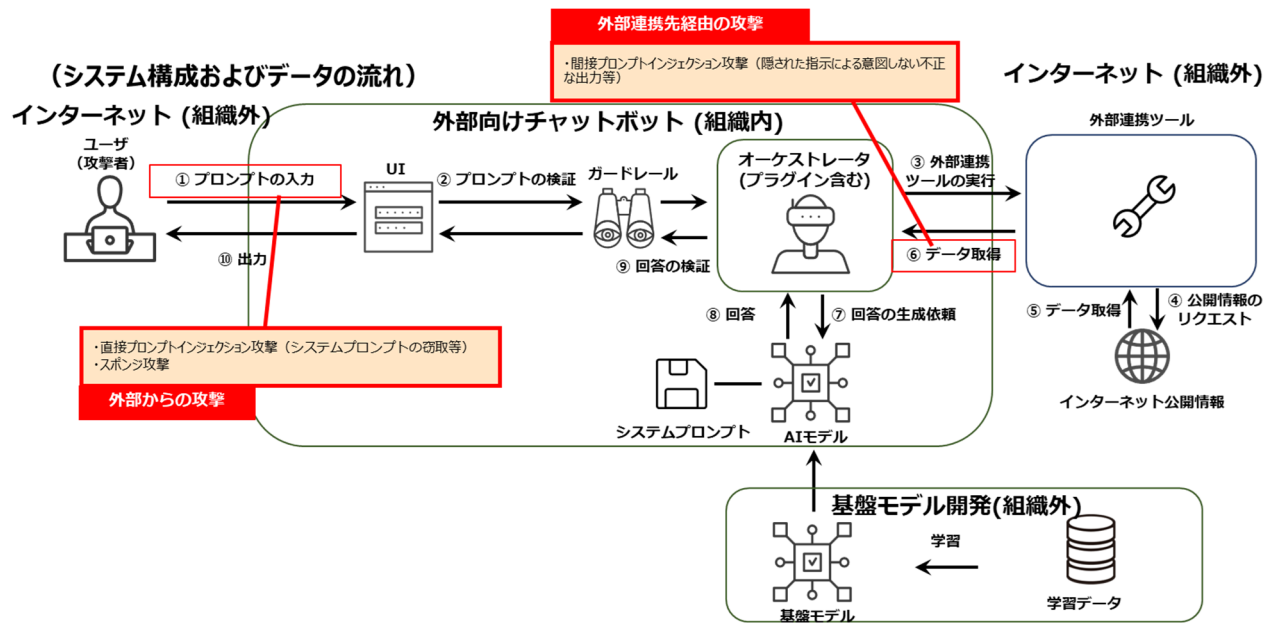 外部連携先経由の攻撃
・間接プロンプトインジェクション攻撃（隠された指示による意図しない不正
な出力等）
（システム構成およびデータの流れ）
インターネット (組織外)
インターネット (組織外)
外部向けチャットボット (組織内)
ユーザ
（攻撃者）
① プロンプトの入力
UI
② プロンプトの検証
ガードレール
オーケストレータ
(プラグイン含む)
③ 外部連携
ツールの実行
外部連携ツール
⑩ 出力
⑨ 回答の検証
⑥ データ取得
⑧ 回答
⑦ 回答の生成依頼
⑤ データ取得
④ 公開情報の
リクエスト
インターネット公開情報
・直接プロンプトインジェクション攻撃（システムプロンプトの窃取等）
・スポンジ攻撃
外部からの攻撃
システムプロンプト
AIモデル
基盤モデル開発(組織外)
学習
基盤モデル
学習データ